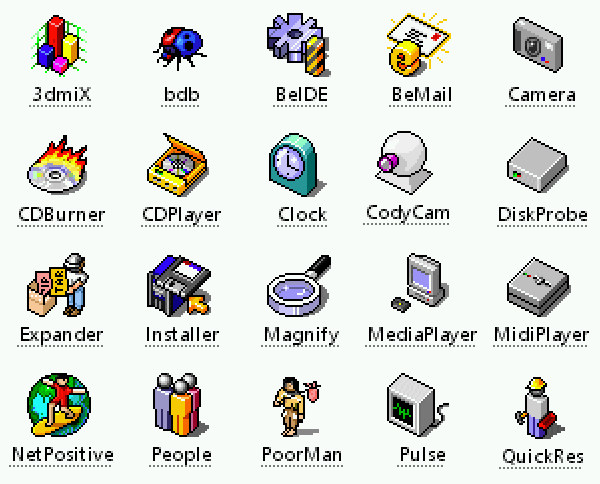 3dmiX bdb BeIDE BeMail Camera
CDBurner CDPlayer Clock CodyCam DiskProbe
Expander Installer Magnify MediaPlayer MidiPlayer
NetPositive People PoorMan Pulse QuickRes